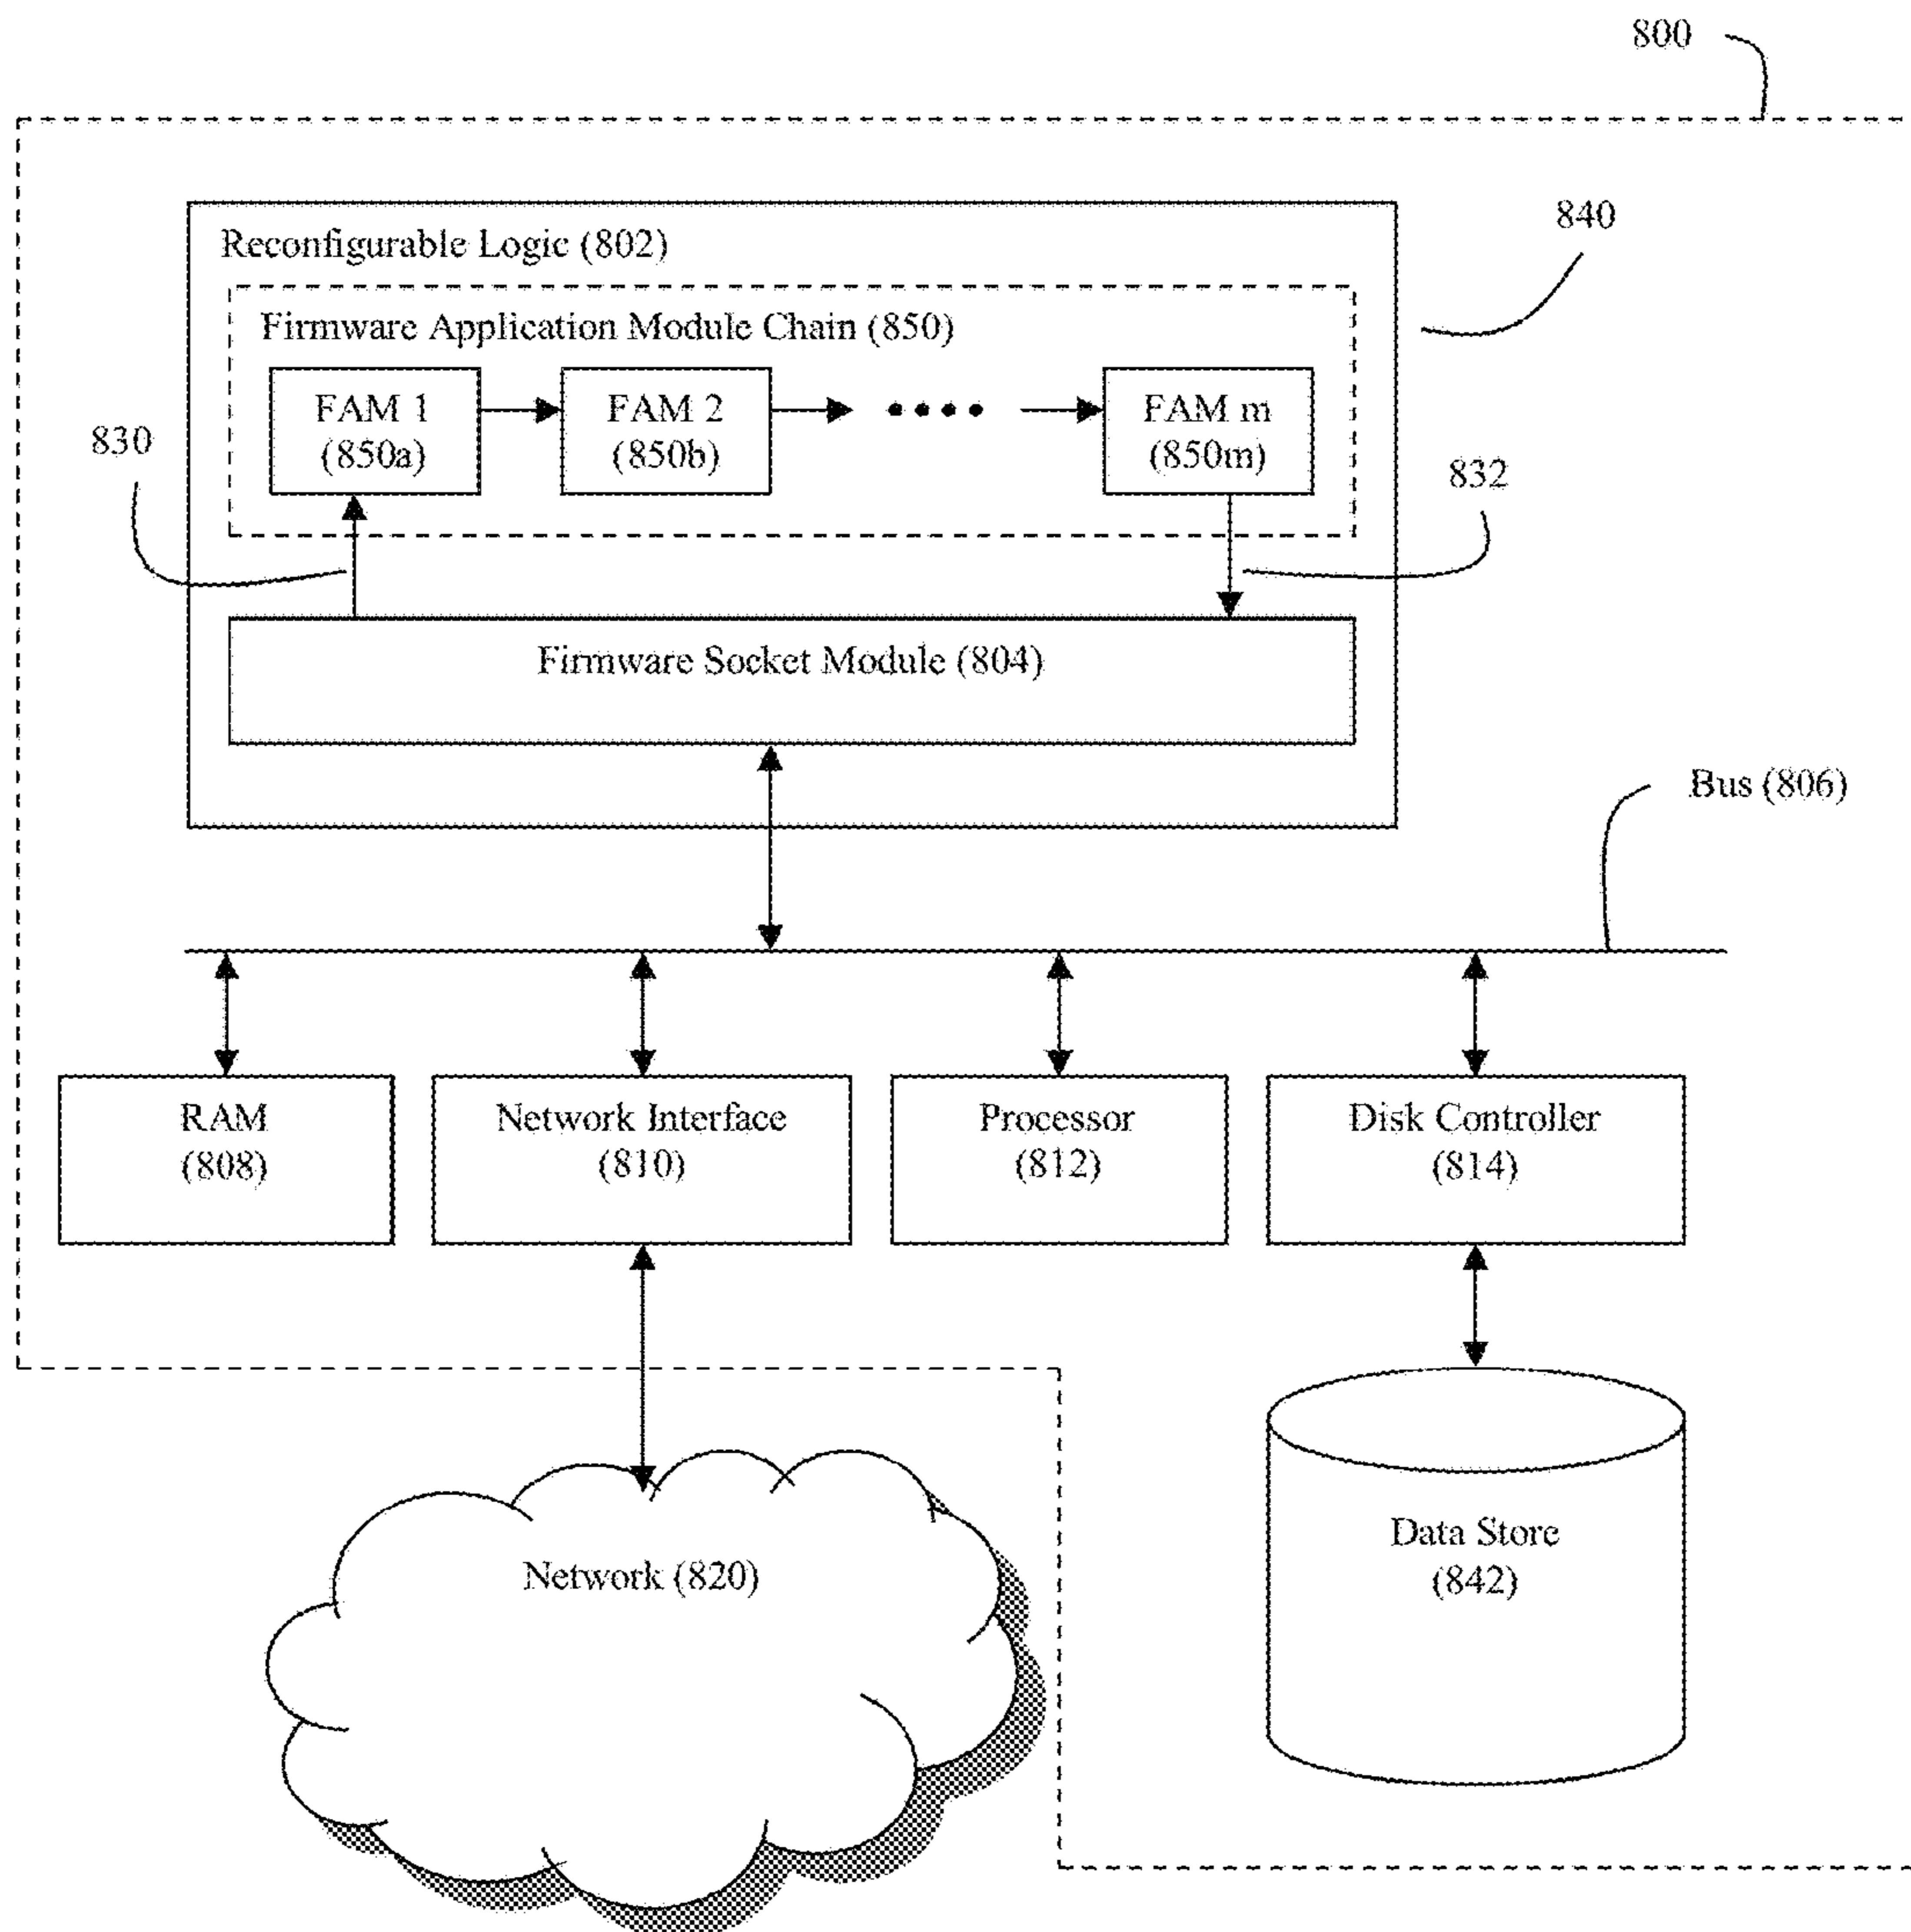 800
840
Reconfigurable Logic (802)
Firmware Application Module Chain (850)
FAM 1
(850a)
FAM 2
(850b)
FAM m
(850m)
830
832
Firmware Socket Module (804)
Bus (806)
RAM
(808)
Network Interface
(810)
Processor
(812)
Disk Controller
(814)
Network (820)
Data Store
(842)